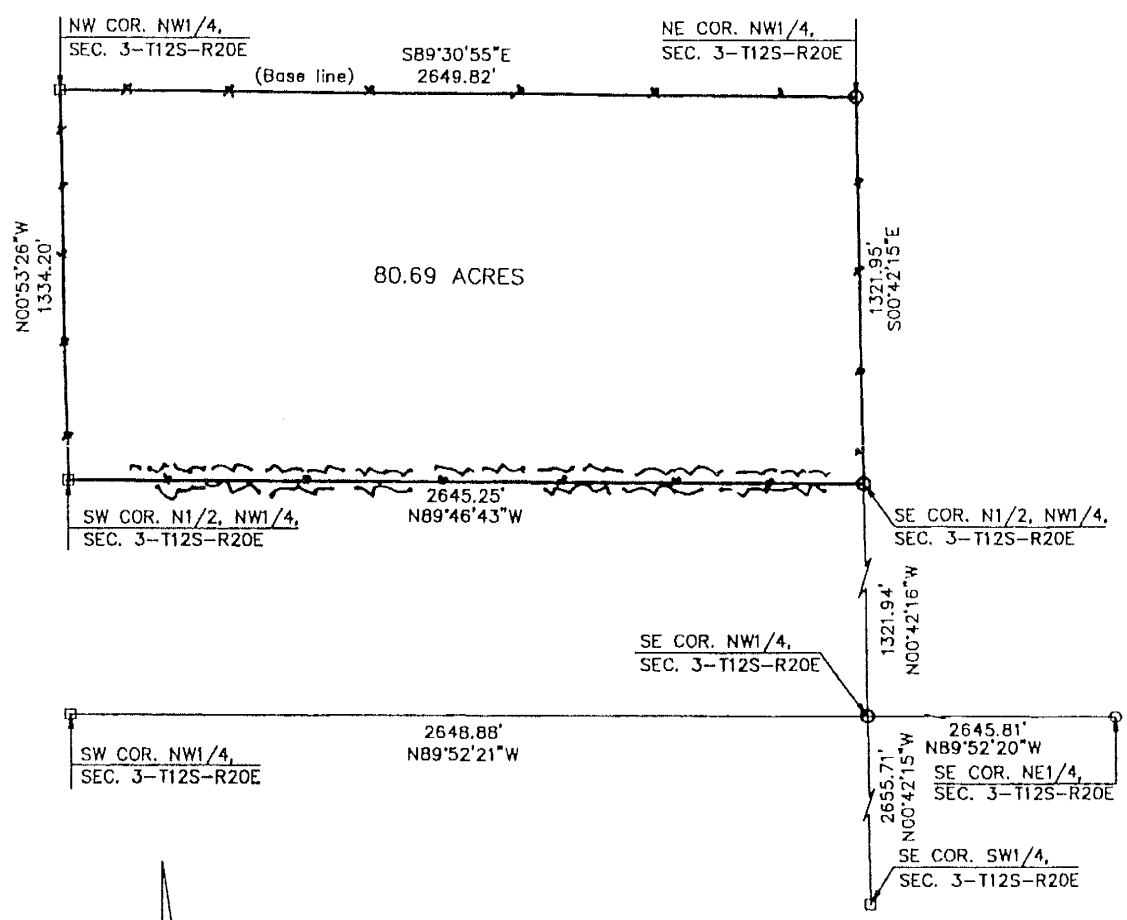 NW COR. NW1/4,
SEC. 3-T12S-R20E
NE COR. NW1/4,
SEC. 3-T12S-R20E
S89°30'55"E
(Base line)
2649.82'
N00°53'26"W
1334.20'
80.69 ACRES
1321.95'
S00°42'15"E
2645.25'
N89°46'43"W
SW COR. N1/2, NW1/4,
SEC. 3-T12S-R20E
SE COR. N1/2, NW1/4,
SEC. 3-T12S-R20E
1321.94'
N00°42'16"W
SE COR. NW1/4,
SEC. 3-T12S-R20E
2648.88'
N89°52'21"W
2645.81'
N89°52'20"W
SW COR. NW1/4,
SEC. 3-T12S-R20E
2655.71'
N00°42'15"W
SE COR. NE1/4,
SEC. 3-T12S-R20E
SE COR. SW1/4,
SEC. 3-T12S-R20E